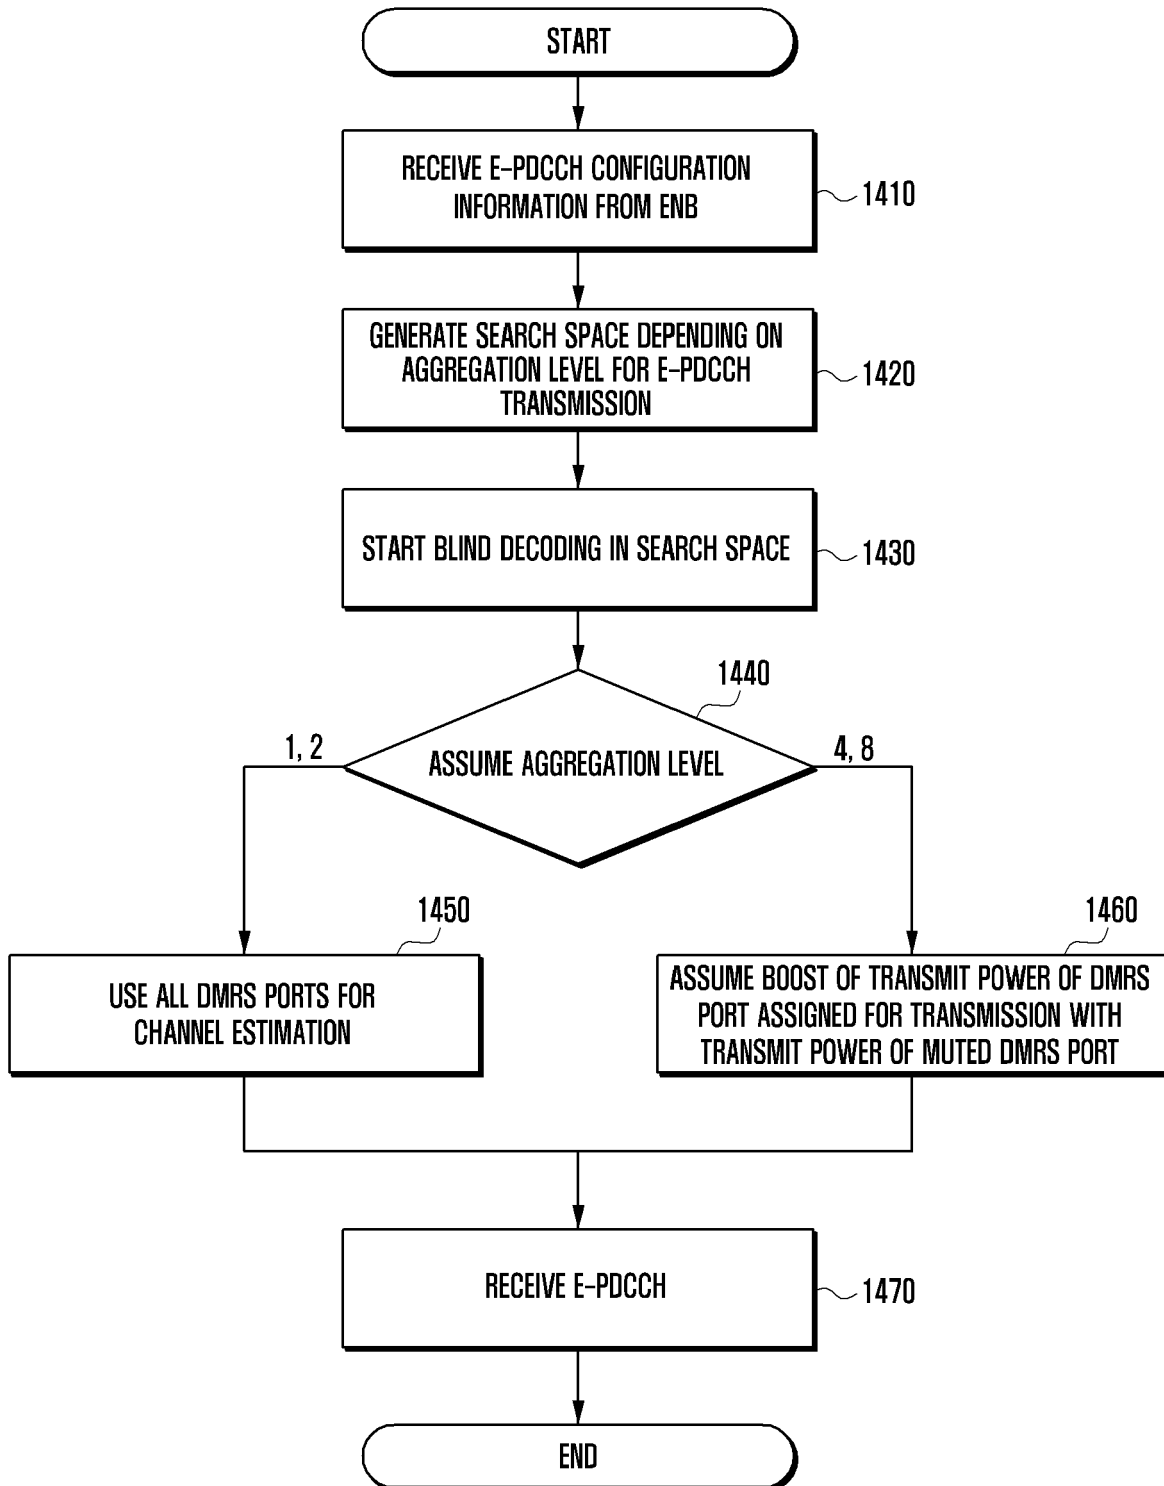 START
RECEIVE E-PDCCH CONFIGURATION
INFORMATION FROM ENB
1410
GENERATE SEARCH SPACE DEPENDING ON
AGGREGATION LEVEL FOR E-PDCCH
TRANSMISSION
1420
START BLIND DECODING IN SEARCH SPACE
1430
1440
1, 2
ASSUME AGGREGATION LEVEL
4, 8
1450
USE ALL DMRS PORTS FOR
CHANNEL ESTIMATION
1460
ASSUME BOOST OF TRANSMIT POWER OF DMRS
PORT ASSIGNED FOR TRANSMISSION WITH
TRANSMIT POWER OF MUTED DMRS PORT
RECEIVE E-PDCCH
1470
END